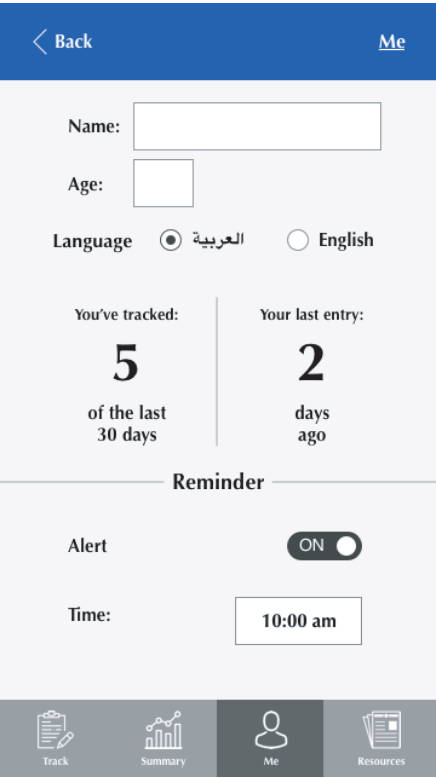 Back
Me
Name:
Age:
Language العربية English
You've tracked:
5
of the last
30 days
Your last entry:
2
days
ago
Reminder
Alert ON
Time: 10:00 am
Track Summary Me Resources